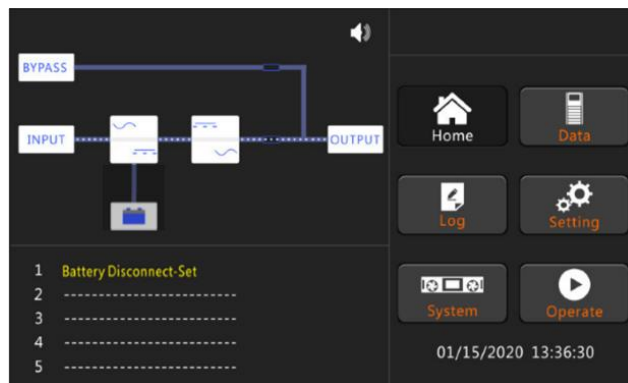 BYPASS
INPUT
OUTPUT
1 Battery Disconnect-Set
2 -------------------------
3 -------------------------
4 -------------------------
5 -------------------------
Home
Data
Log
Setting
System
Operate
01/15/2020 13:36:30